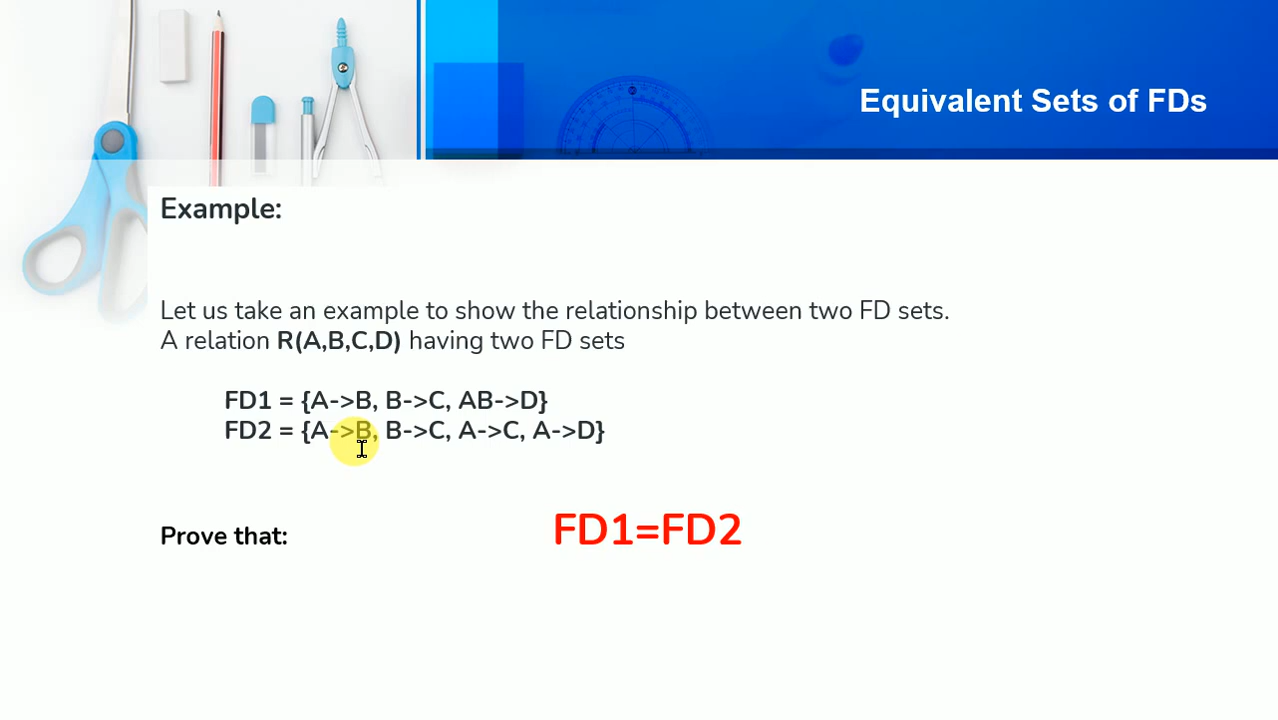 Equivalent Sets of FDs
Example:
Let us take an example to show the relationship between two FD sets.
A relation R(A,B,C,D) having two FD sets
FD1 = {A->B, B->C, AB->D}
FD2 = {A->B, B->C, A->C, A->D}
Prove that: FD1=FD2